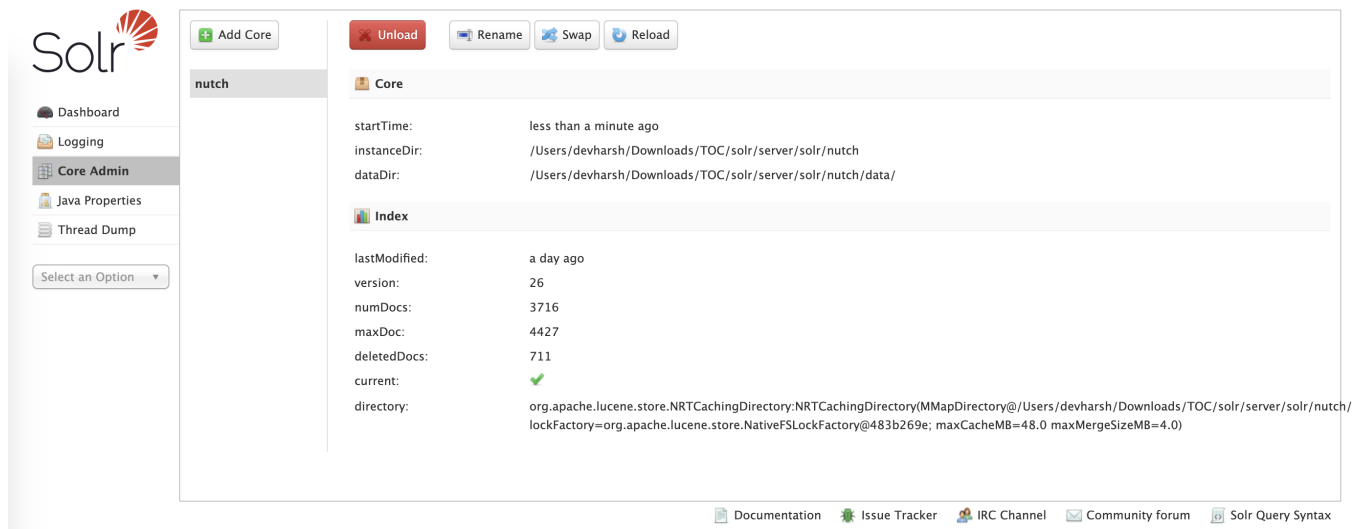 Solr
Add Core
Unload Rename Swap Reload
nutch
Core
Dashboard
Logging
Core Admin
Java Properties
Thread Dump
Select an Option
startTime: less than a minute ago
instanceDir: /Users/devharsh/Downloads/TOC/solr/server/solr/nutch
dataDir: /Users/devharsh/Downloads/TOC/solr/server/solr/nutch/data/
Index
lastModified: a day ago
version: 26
numDocs: 3716
maxDoc: 4427
deletedDocs: 711
current:
directory: org.apache.lucene.store.NRTCachingDirectory:NRTCachingDirectory(MMapDirectory@/Users/devharsh/Downloads/TOC/solr/server/solr/nutch/
lockFactory=org.apache.lucene.store.NativeFSLockFactory@483b269e; maxCacheMB=48.0 maxMergeSizeMB=4.0)
Documentation Issue Tracker IRC Channel Community forum Solr Query Syntax